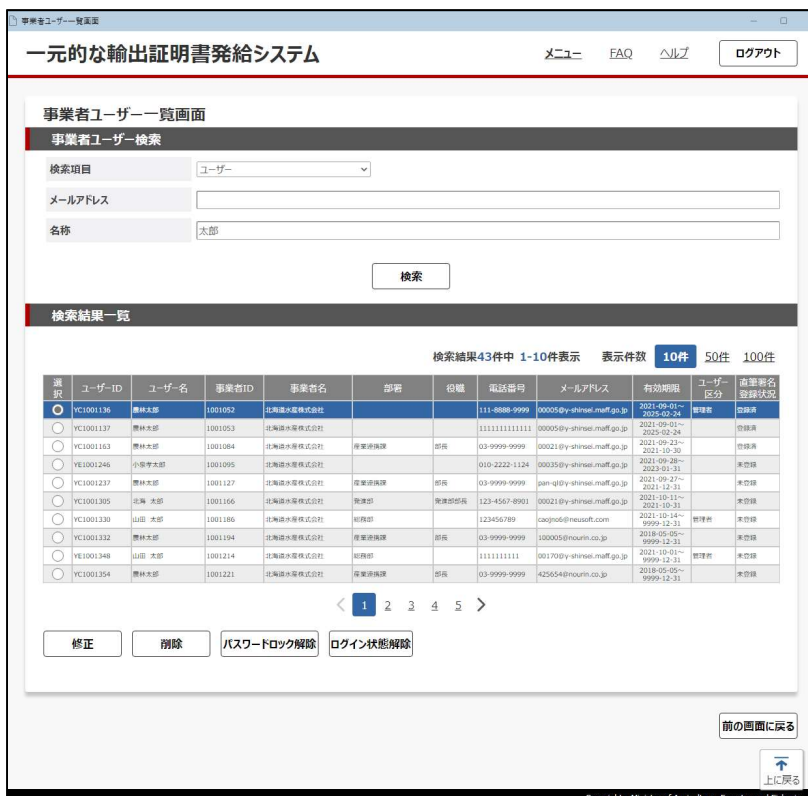 事業者ユーザー一覧画面
一元的な輸出証明書発給システム
メニュー FAQ ヘルプ ログアウト
事業者ユーザー一覧画面
事業者ユーザー検索
検索項目 ユーザー
メールアドレス
名称 太郎
検索
検索結果一覧
検索結果43件中 1-10件表示 表示件数 10件 50件 100件
選択 ユーザーID ユーザー名 事業者ID 事業者名 部署 役職 電話番号 メールアドレス 有効期限 ユーザー区分 直筆署名登録状況
YC1001136 農林太郎 1001052 北海道水産株式会社 111-8888-9999 00005@y-shinsei.maff.go.jp 2021-09-01～2025-02-24 管理者 登録済
YC1001137 農林太郎 1001053 北海道水産株式会社 1111111111111 00005@y-shinsei.maff.go.jp 2021-09-01～2025-02-24 登録済
YC1001163 農林太郎 1001084 北海道水産株式会社 産業連携課 部長 03-9999-9999 00021@y-shinsei.maff.go.jp 2021-09-23～2021-10-30 登録済
YE1001246 小泉孝太郎 1001095 北海道水産株式会社 010-2222-1124 00035@y-shinsei.maff.go.jp 2021-09-28～2023-01-31 未登録
YC1001237 農林太郎 1001127 北海道水産株式会社 産業連携課 部長 03-9999-9999 pan-ql@y-shinsei.maff.go.jp 2021-09-27～2021-12-31 未登録
YC1001305 北海 太郎 1001166 北海道水産株式会社 発進部 発進部部長 123-4567-8901 00021@y-shinsei.maff.go.jp 2021-10-11～2021-10-31 未登録
YC1001330 山田 太郎 1001186 北海道水産株式会社 総務部 123456789 caojno6@neusoft.com 2021-10-14～9999-12-31 管理者 未登録
YC1001332 農林太郎 1001194 北海道水産株式会社 産業連携課 部長 03-9999-9999 100005@nourin.co.jp 2018-05-05～9999-12-31 未登録
YE1001348 山田 太郎 1001214 北海道水産株式会社 総務部 1111111111 00170@y-shinsei.maff.go.jp 2021-10-01～9999-12-31 管理者 未登録
YC1001354 農林太郎 1001221 北海道水産株式会社 産業連携課 部長 03-9999-9999 425654@nourin.co.jp 2018-05-05～9999-12-31 未登録
< 1 2 3 4 5 >
修正 削除 パスワードロック解除 ログイン状態解除
前の画面に戻る
上に戻る